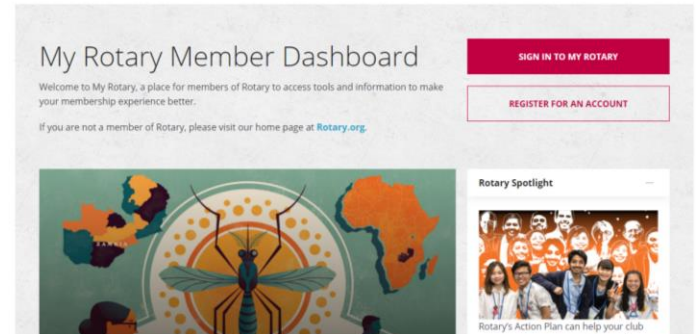 My Rotary Member Dashboard
Welcome to My Rotary, a place for members of Rotary to access tools and information to make
your membership experience better.
If you are not a member of Rotary, please visit our home page at Rotary.org.
SIGN IN TO MY ROTARY
REGISTER FOR AN ACCOUNT
ZAMBIA
Rotary Spotlight
Rotary's Action Plan can help your club